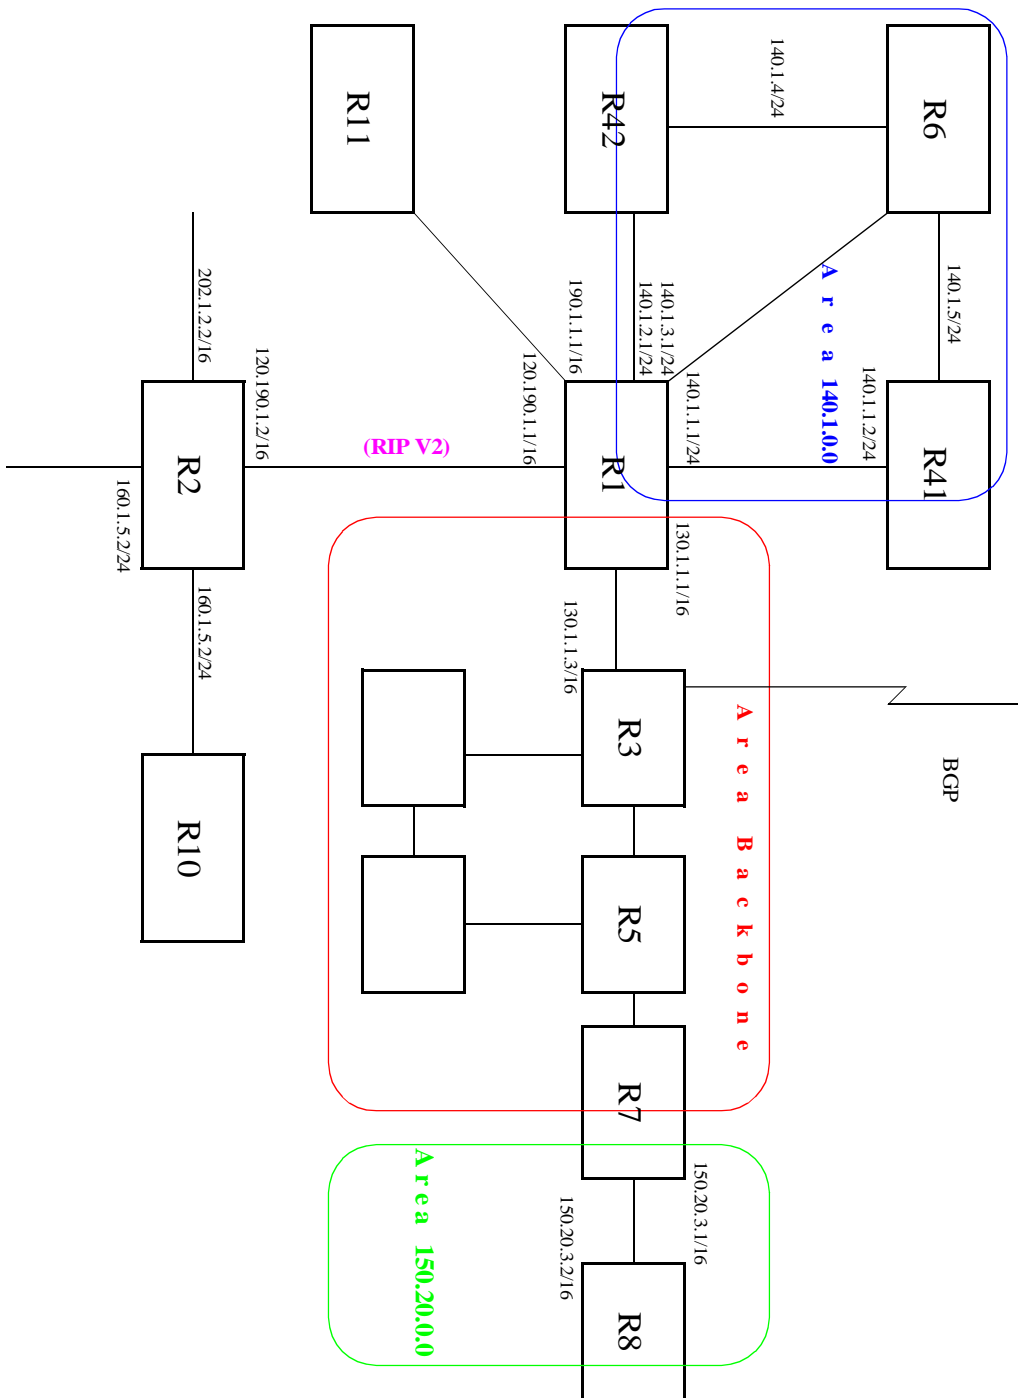 R6
R42
R11
140.1.4/24
140.1.5/24
Area 140.1.0.0
140.1.3.1/24
140.1.2.1/24
190.1.1.1/16
202.1.2.2/16
140.1.1.2/24
140.1.1.1/24
120.190.1.1/16
120.190.1.2/16
R41
R1
(RIP V2)
R2
160.1.5.2/24
130.1.1.1/16
130.1.1.3/16
160.1.5.2/24
R3
BGP
Area Backbone
R10
R5
R7
Area 150.20.0.0
150.20.3.1/16
150.20.3.2/16
R8